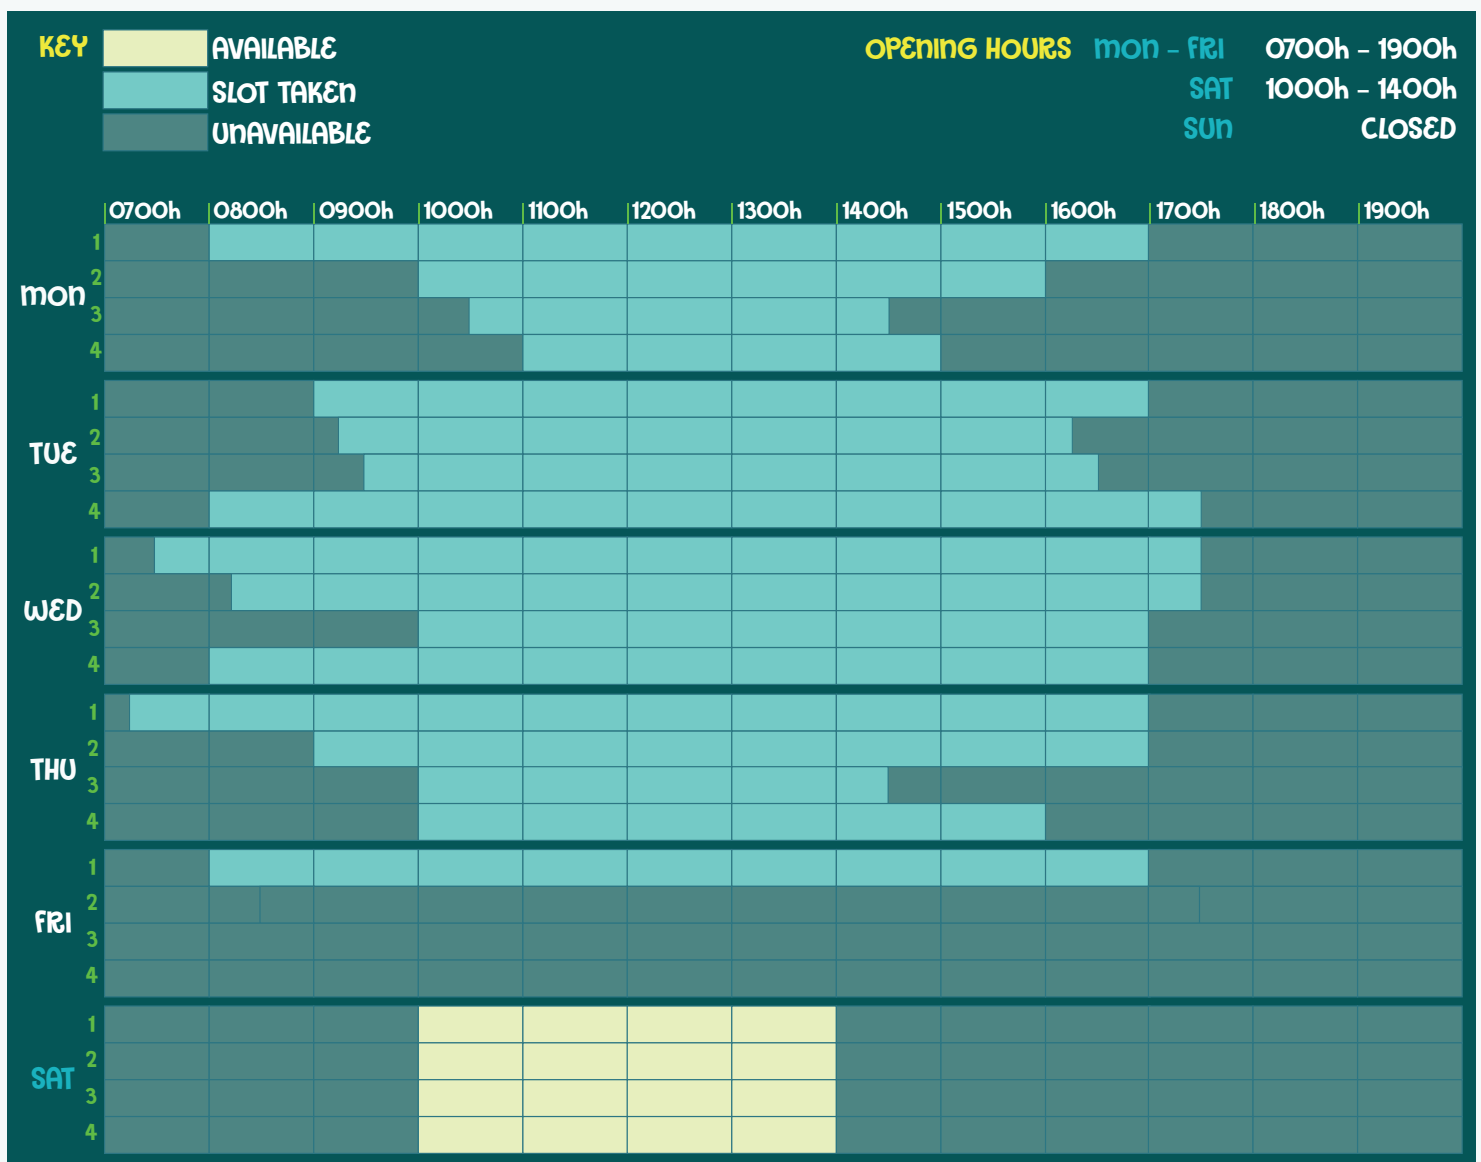 KEY AVAILABLE OPENING HOURS MON – FRI 0700h – 1900h
SLOT TAKEN SAT 1000h – 1400h
UNAVAILABLE SUN CLOSED
0700h 0800h 0900h 1000h 1100h 1200h 1300h 1400h 1500h 1600h 1700h 1800h 1900h
MON
1
2
3
4
TUE
1
2
3
4
WED
1
2
3
4
THU
1
2
3
4
FRI
1
2
3
4
SAT
1
2
3
4